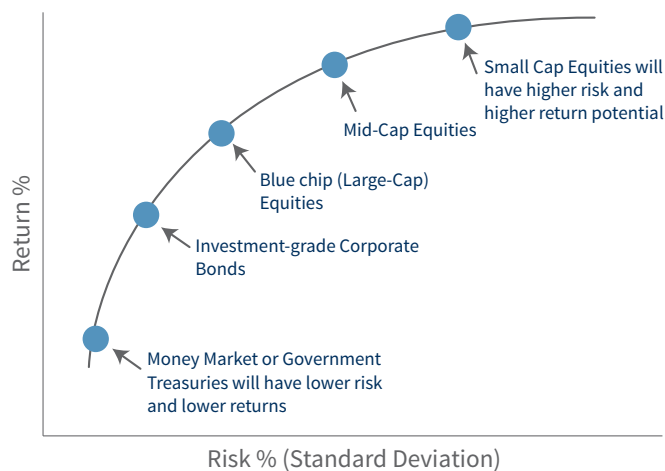 Small Cap Equities will
have higher risk and
higher return potential
Mid-Cap Equities
Blue chip (Large-Cap)
Equities
Investment-grade Corporate
Bonds
Money Market or Government
Treasuries will have lower risk
and lower returns
Return %
Risk % (Standard Deviation)